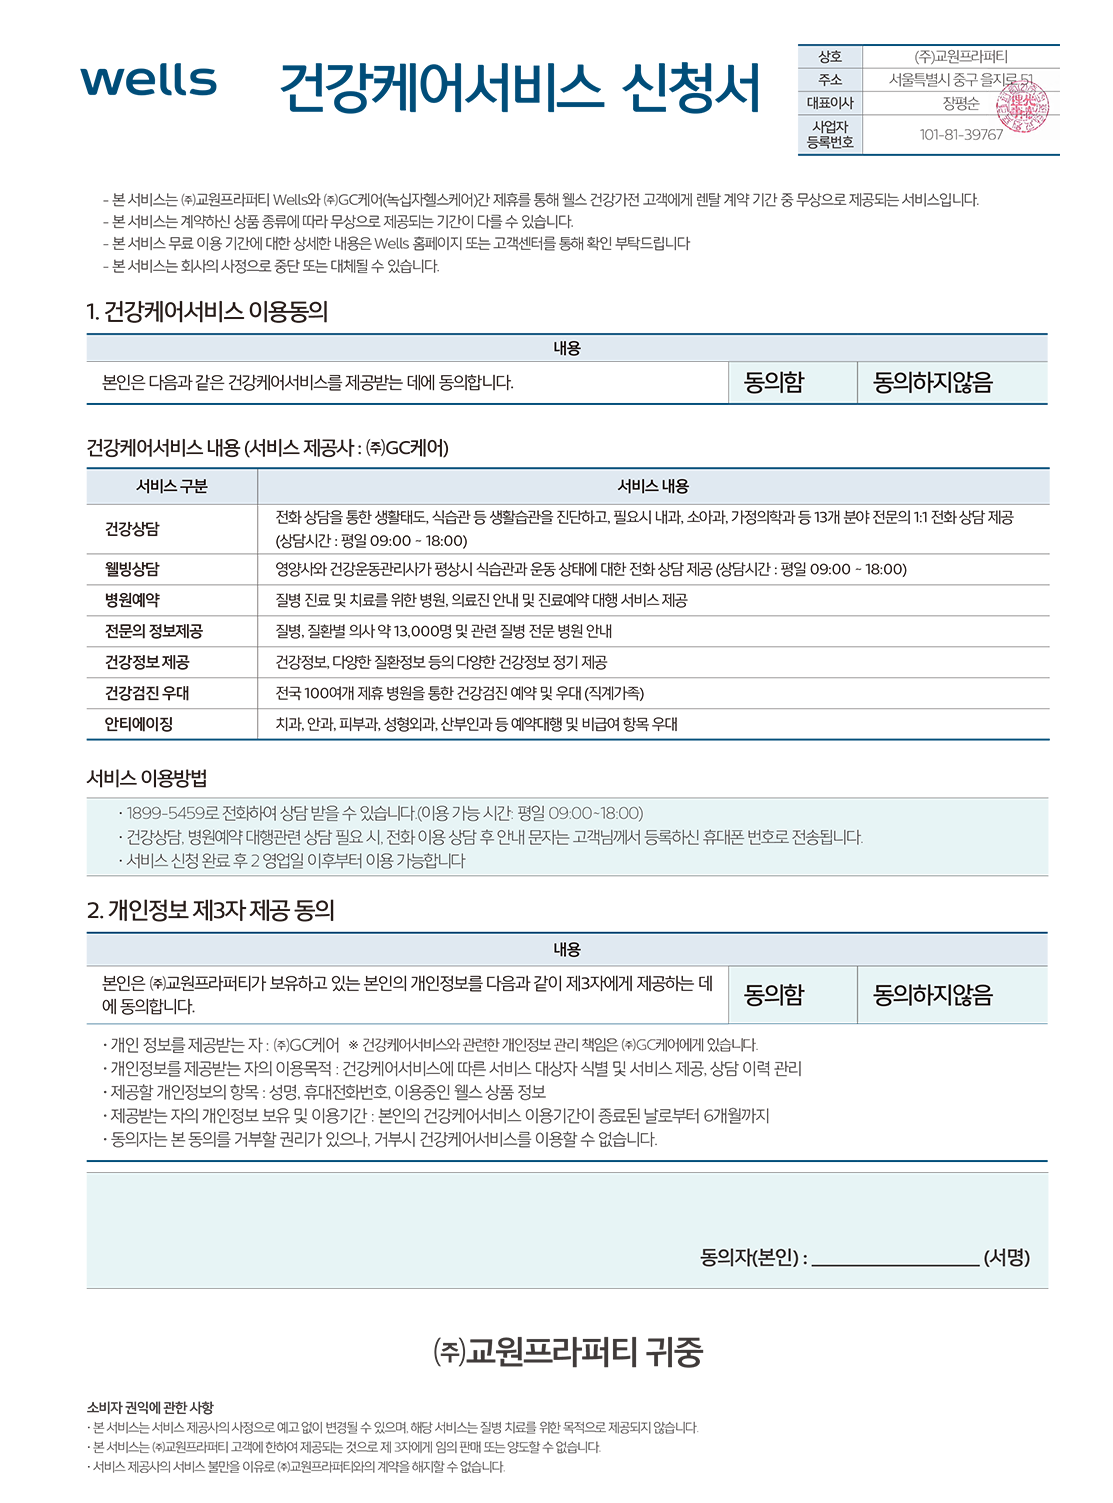 wells
건강케어서비스 신청서
상호 (주)교원프라퍼티
주소 서울특별시 중구 을지로 51
대표이사 장평순
사업자
등록번호 101-81-39767
- 본 서비스는 ㈜교원프라퍼티 Wells와 ㈜GC케어(녹십자헬스케어)간 제휴를 통해 웰스 건강가전 고객에게 렌탈 계약 기간 중 무상으로 제공되는 서비스입니다.
- 본 서비스는 계약하신 상품 종류에 따라 무상으로 제공되는 기간이 다를 수 있습니다.
- 본 서비스 무료 이용 기간에 대한 상세한 내용은 Wells 홈페이지 또는 고객센터를 통해 확인 부탁드립니다
- 본 서비스는 회사의 사정으로 중단 또는 대체될 수 있습니다.
1. 건강케어서비스 이용동의
내용
본인은 다음과 같은 건강케어서비스를 제공받는 데에 동의합니다. 동의함 동의하지않음
건강케어서비스 내용 (서비스 제공사 : ㈜GC케어)
서비스 구분 서비스 내용
건강상담 전화 상담을 통한 생활태도, 식습관 등 생활습관을 진단하고, 필요시 내과, 소아과, 가정의학과 등 13개 분야 전문의 1:1 전화 상담 제공
(상담시간 : 평일 09:00 ~ 18:00)
웰빙상담 영양사와 건강운동관리사가 평상시 식습관과 운동 상태에 대한 전화 상담 제공 (상담시간 : 평일 09:00 ~ 18:00)
병원예약 질병 진료 및 치료를 위한 병원, 의료진 안내 및 진료예약 대행 서비스 제공
전문의 정보제공 질병, 질환별 의사 약 13,000명 및 관련 질병 전문 병원 안내
건강정보 제공 건강정보, 다양한 질환정보 등의 다양한 건강정보 정기 제공
건강검진 우대 전국 100여개 제휴 병원을 통한 건강검진 예약 및 우대 (직계가족)
안티에이징 치과, 안과, 피부과, 성형외과, 산부인과 등 예약대행 및 비급여 항목 우대
서비스 이용방법
· 1899-5459로 전화하여 상담 받을 수 있습니다.(이용 가능 시간: 평일 09:00~18:00)
· 건강상담, 병원예약 대행관련 상담 필요 시, 전화 이용 상담 후 안내 문자는 고객님께서 등록하신 휴대폰 번호로 전송됩니다.
· 서비스 신청 완료 후 2 영업일 이후부터 이용 가능합니다
2. 개인정보 제3자 제공 동의
내용
본인은 ㈜교원프라퍼티가 보유하고 있는 본인의 개인정보를 다음과 같이 제3자에게 제공하는 데
에 동의합니다. 동의함 동의하지않음
· 개인 정보를 제공받는 자 : ㈜GC케어 ※ 건강케어서비스와 관련한 개인정보 관리 책임은 ㈜GC케어에게 있습니다.
· 개인정보를 제공받는 자의 이용목적 : 건강케어서비스에 따른 서비스 대상자 식별 및 서비스 제공, 상담 이력 관리
· 제공할 개인정보의 항목 : 성명, 휴대전화번호, 이용중인 웰스 상품 정보
· 제공받는 자의 개인정보 보유 및 이용기간 : 본인의 건강케어서비스 이용기간이 종료된 날로부터 6개월까지
· 동의자는 본 동의를 거부할 권리가 있으나, 거부시 건강케어서비스를 이용할 수 없습니다.
동의자(본인) : ________________ (서명)
㈜교원프라퍼티 귀중
소비자 권익에 관한 사항
· 본 서비스는 서비스 제공사의 사정으로 예고 없이 변경될 수 있으며, 해당 서비스는 질병 치료를 위한 목적으로 제공되지 않습니다.
· 본 서비스는 ㈜교원프라퍼티 고객에 한하여 제공되는 것으로 제 3자에게 임의 판매 또는 양도할 수 없습니다.
· 서비스 제공사의 서비스 불만을 이유로 ㈜교원프라퍼티와의 계약을 해지할 수 없습니다.